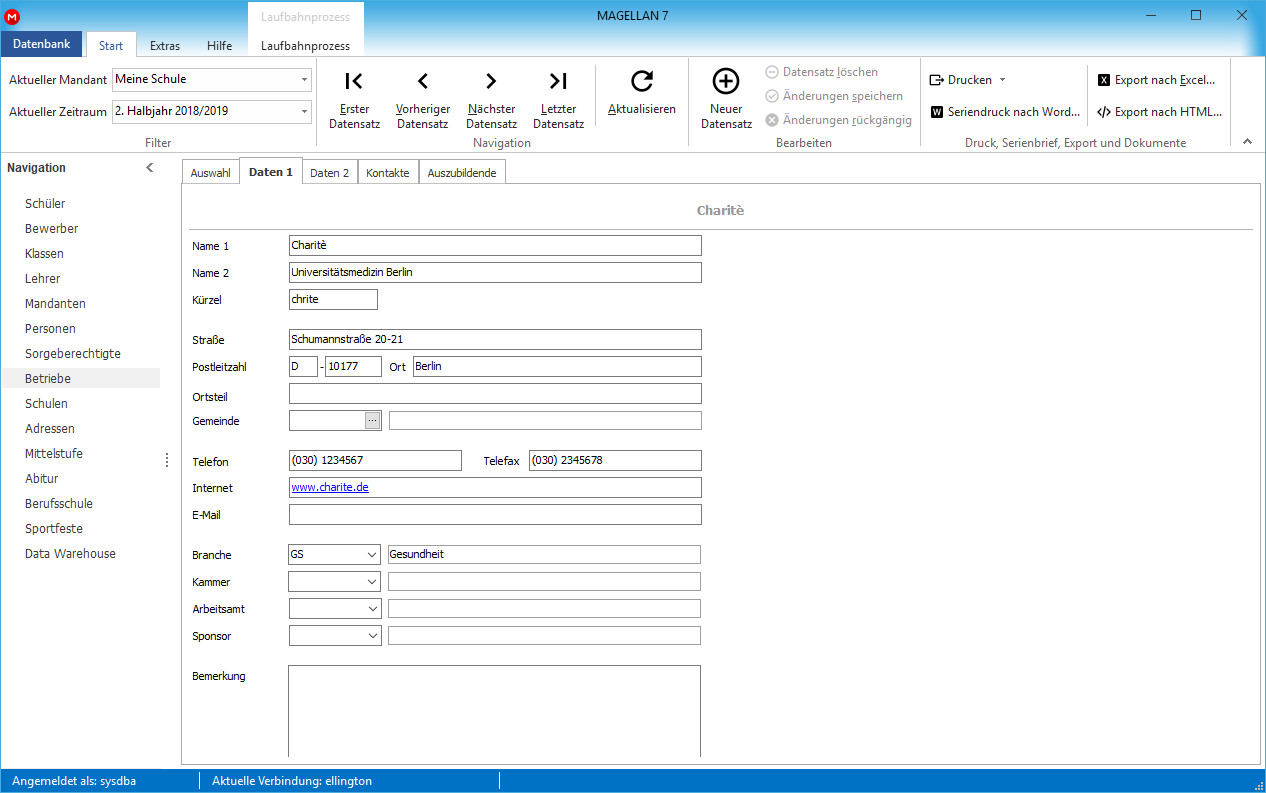 Laufbahnprozess
MAGELLAN 7
Datenbank
Start
Extras
Hilfe
Laufbahnprozess
Aktueller Mandant
Meine Schule
Aktueller Zeitraum
2. Halbjahr 2018/2019
Filter
Erster
Datensatz
Vorheriger
Datensatz
Nächster
Datensatz
Letzter
Datensatz
Aktualisieren
Navigation
Neuer
Datensatz
Datensatz löschen
Änderungen speichern
Änderungen rückgängig
Bearbeiten
Drucken
Seriendruck nach Word...
Export nach Excel...
Export nach HTML...
Druck, Serienbrief, Export und Dokumente
Navigation
Schüler
Bewerber
Klassen
Lehrer
Mandanten
Personen
Sorgeberechtigte
Betriebe
Schulen
Adressen
Mittelstufe
Abitur
Berufsschule
Sportfeste
Data Warehouse
Auswahl
Daten 1
Daten 2
Kontakte
Auszubildende
Charitè
Name 1
Charitè
Name 2
Universitätsmedizin Berlin
Kürzel
chrite
Straße
Schumannstraße 20-21
Postleitzahl
D - 10177
Ort
Berlin
Ortsteil
Gemeinde
...
Telefon
(030) 1234567
Telefax
(030) 2345678
Internet
www.charite.de
E-Mail
Branche
GS
Gesundheit
Kammer
Arbeitsamt
Sponsor
Bemerkung
Angemeldet als: sysdba
Aktuelle Verbindung: ellington